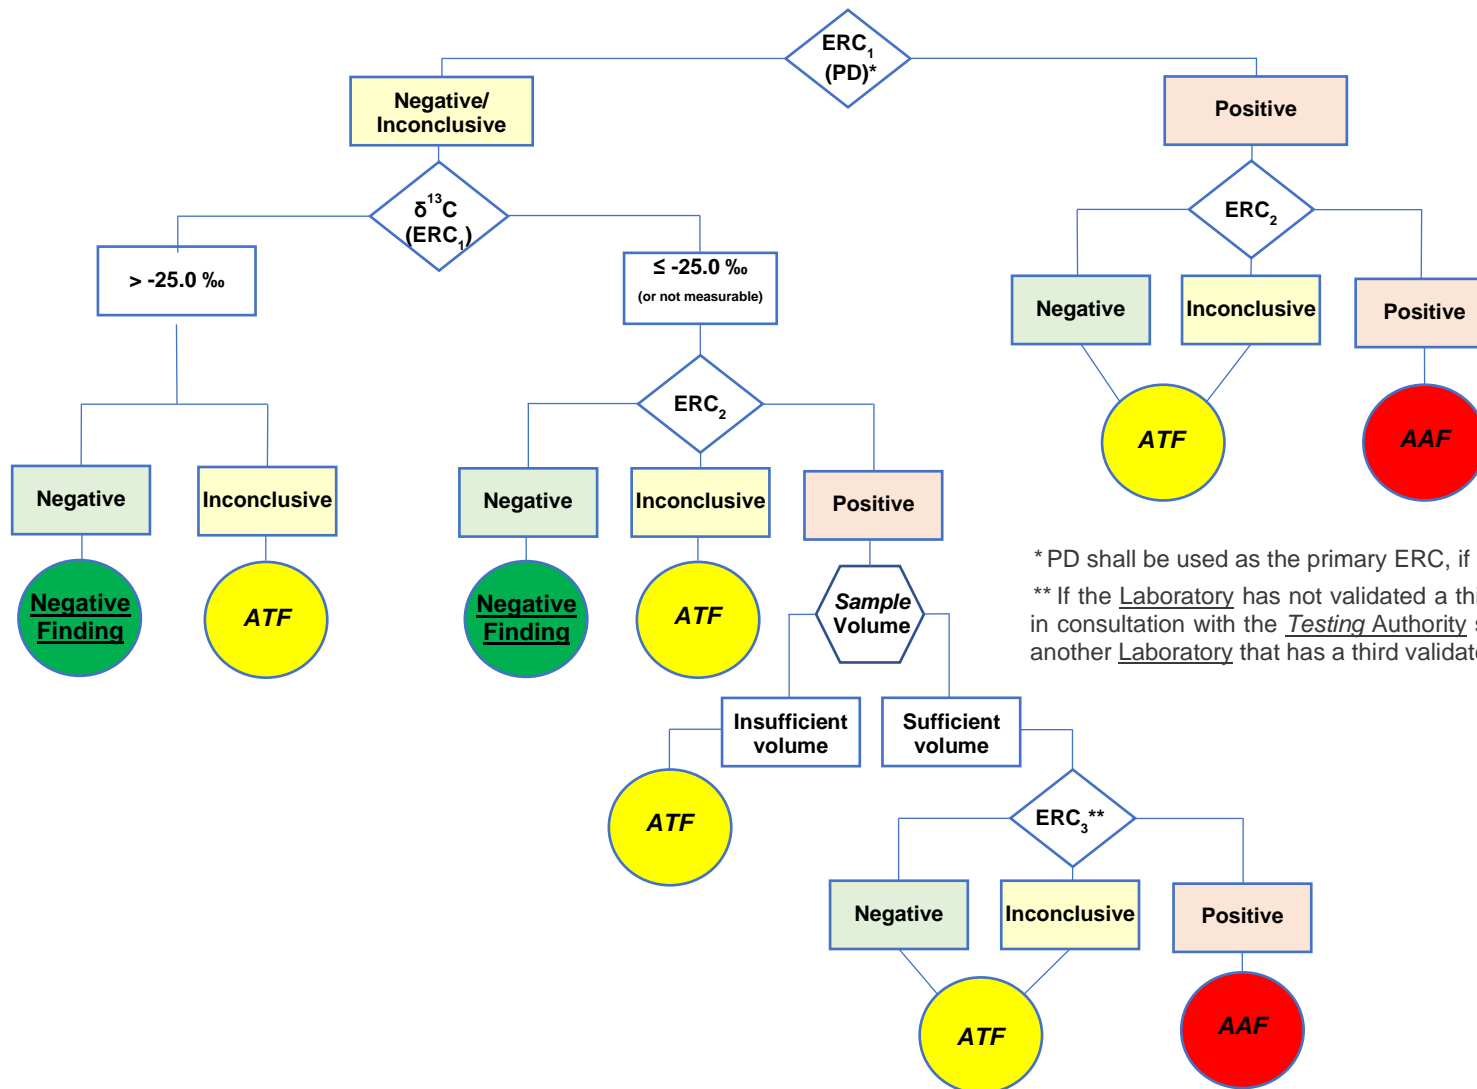 ERC₁
(PD)*
Negative/
Inconclusive
Positive
δ¹³C
(ERC₁)
ERC₂
> -25.0 ‰
≤ -25.0 ‰
(or not measurable)
Negative
Inconclusive
Positive
ERC₂
ATF
AAF
Negative
Inconclusive
Negative
Inconclusive
Positive
Negative
Finding
ATF
Negative
Finding
ATF
Sample
Volume
* PD shall be used as the primary ERC, if
** If the Laboratory has not validated a thi
in consultation with the Testing Authority s
another Laboratory that has a third validate
Insufficient
volume
Sufficient
volume
ATF
ERC₃**
Negative
Inconclusive
Positive
ATF
AAF